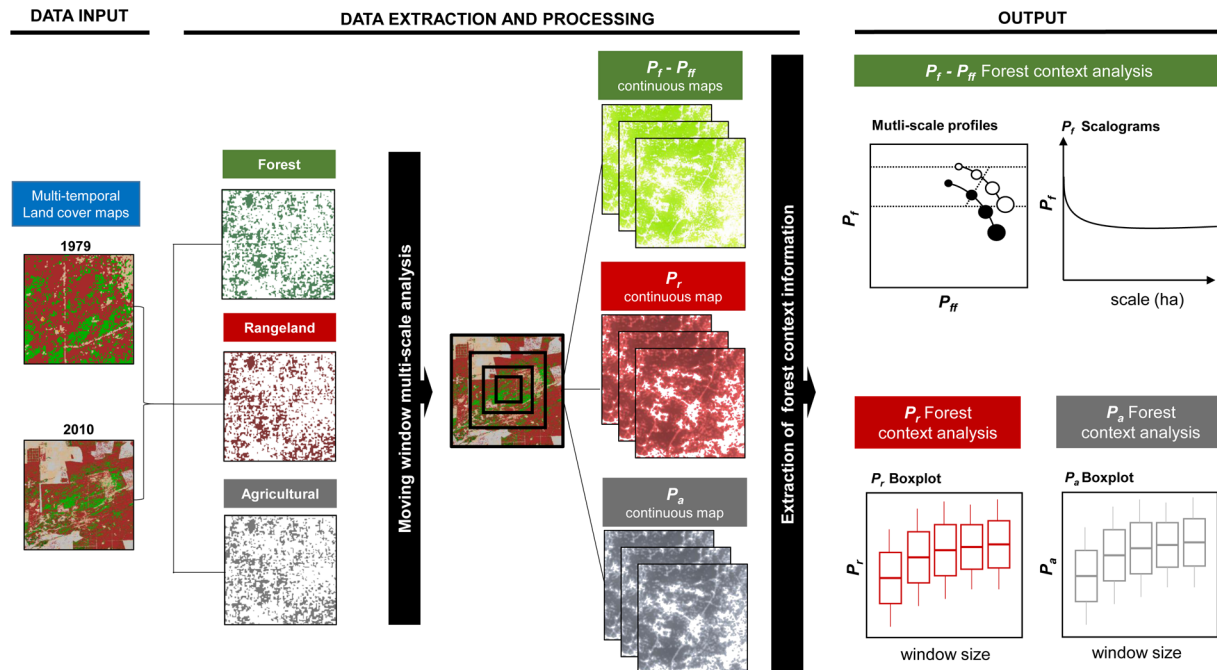 DATA INPUT
DATA EXTRACTION AND PROCESSING
OUTPUT
Multi-temporal
Land cover maps
1979
2010
Forest
Rangeland
Agricultural
Moving window multi-scale analysis
Pf - Pff
continuous maps
Pr
continuous map
Pa
continuous map
Extraction of forest context information
Pf - Pff Forest context analysis
Mutli-scale profiles
Pf
Pff
Pf Scalograms
Pf
scale (ha)
Pr Forest
context analysis
Pr Boxplot
Pr
window size
Pa Forest
context analysis
Pa Boxplot
Pa
window size